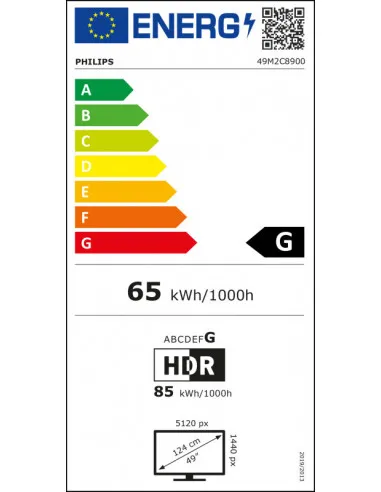 ENERG
PHILIPS 49M2C8900
A
B
C
D
E
F
G
G
65 kWh/1000h
ABCDEFG
HDR
85 kWh/1000h
5120 px
1440 px
124 cm
49"
2019/2013